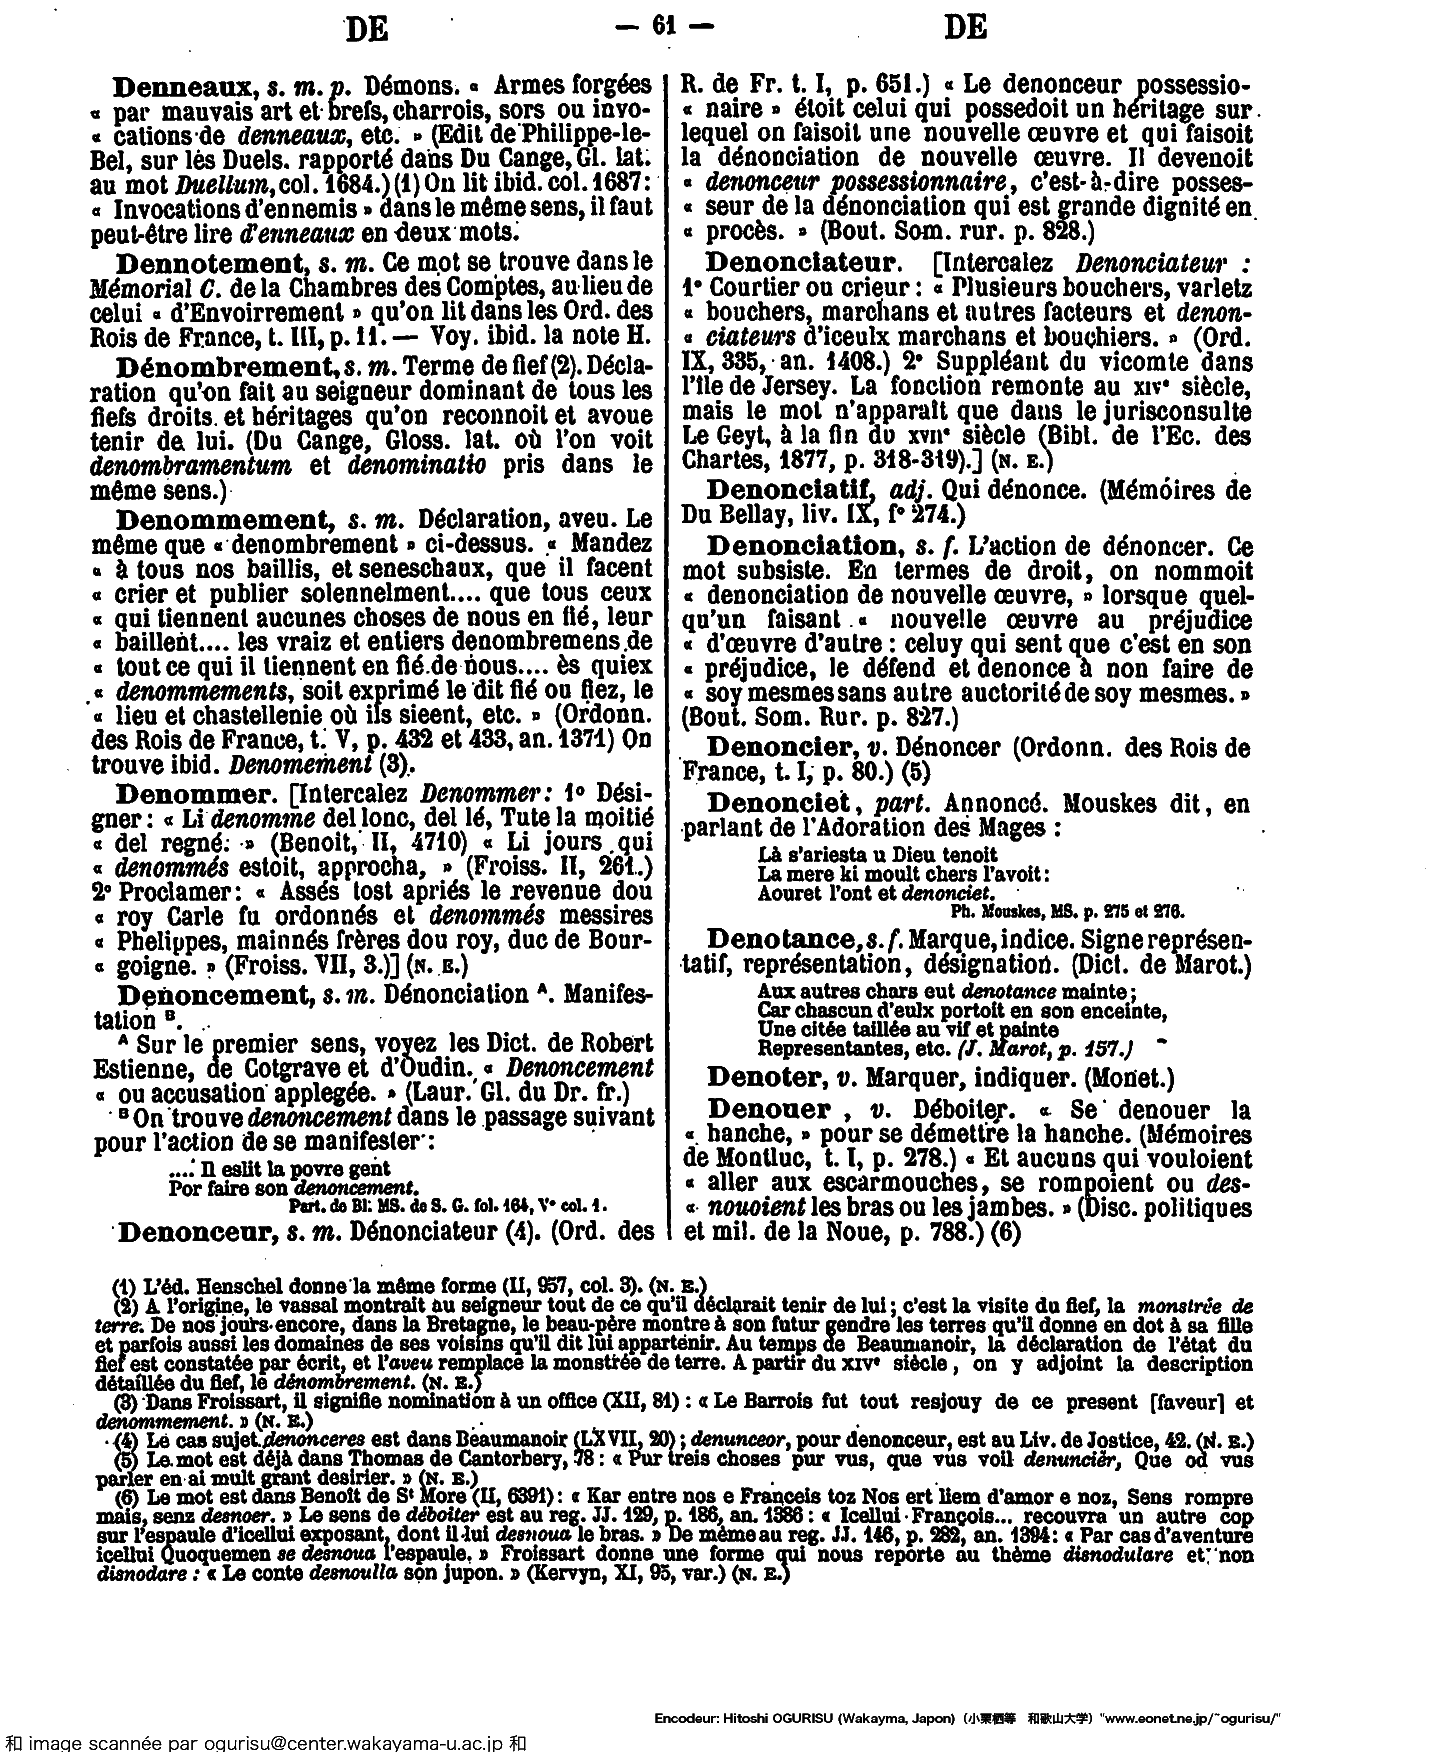 DE — 61 — DE
Denneaux, s. m. p. Démons. « Armes forgées
« par mauvais art et brefs, charrois, sors ou invo-
« cations de denneaux, etc. » (Edit de Philippe-le-
Bel, sur les Duels. rapporté dans Du Cange, Gl. lat.
au mot Duellum, col. 1684.) (1) On lit ibid. col. 1687:
« Invocations d'ennemis » dans le même sens, il faut
peut-être lire d'enneaux en deux mots.
Dennotement, s. m. Ce mot se trouve dans le
Mémorial C. de la Chambres des Comptes, au lieu de
celui « d'Envoirrement » qu'on lit dans les Ord. des
Rois de France, t. III, p. 11. — Voy. ibid. la note H.
Dénombrement, s. m. Terme de fief (2). Décla-
ration qu'on fait au seigneur dominant de tous les
fiefs droits et héritages qu'on reconnoit et avoue
tenir de lui. (Du Cange, Gloss. lat. où l'on voit
denombramentum et denominatio pris dans le
même sens.)
Denommement, s. m. Déclaration, aveu. Le
même que « denombrement » ci-dessus. « Mandez
« à tous nos baillis, et seneschaux, que il facent
« crier et publier solennelment.... que tous ceux
« qui tiennent aucunes choses de nous en fié, leur
« baillent.... les vraiz et entiers denombremens de
« tout ce qui il tiennent en fié de nous.... ès quiex
« denommements, soit exprimé le dit fié ou fiez, le
« lieu et chastellenie où ils sieent, etc. » (Ordonn.
des Rois de France, t. V, p. 432 et 433, an. 1371) On
trouve ibid. Denomement (3).
Denommer. [Intercalez Denommer: 1º Dési-
gner: « Li denomme del lonc, del lé, Tute la moitié
« del regné. » (Benoit, II, 4710) « Li jours qui
« denommés estoit, approcha, » (Froiss. II, 261.)
2º Proclamer: « Assés tost apriés le revenue dou
« roy Carle fu ordonnés et denommés messires
« Phelippes, mainnés frères dou roy, duc de Bour-
« goigne. » (Froiss. VII, 3.)] (N. E.)
Denoncement, s. m. Dénonciation A. Manifes-
tation B.
A Sur le premier sens, voyez les Dict. de Robert
Estienne, de Cotgrave et d'Oudin. « Denoncement
« ou accusation applegée. » (Laur. Gl. du Dr. fr.)
B On trouve denoncement dans le passage suivant
pour l'action de se manifester:
.... Il eslit la povre gent
Por faire son denoncement.
Part. de Bl: MS. de S. G. fol. 164, Vº col. 1.
Denonceur, s. m. Dénonciateur (4). (Ord. des
R. de Fr. t. I, p. 651.) « Le denonceur possessio-
« naire » étoit celui qui possedoit un héritage sur
lequel on faisoit une nouvelle œuvre et qui faisoit
la dénonciation de nouvelle œuvre. Il devenoit
« denonceur possessionnaire, c'est-à-dire posses-
« seur de la dénonciation qui est grande dignité en
« procès. » (Bout. Som. rur. p. 828.)
Denonciateur. [Intercalez Denonciateur :
1º Courtier ou crieur : « Plusieurs bouchers, varletz
« bouchers, marchans et autres facteurs et denon-
« ciateurs d'iceulx marchans et bouchiers. » (Ord.
IX, 335, an. 1408.) 2º Suppléant du vicomte dans
l'île de Jersey. La fonction remonte au XIVe siècle,
mais le mot n'apparaît que dans le jurisconsulte
Le Geyt, à la fin du XVIIe siècle (Bibl. de l'Ec. des
Chartes, 1877, p. 318-319).] (N. E.)
Denonciatif, adj. Qui dénonce. (Mémoires de
Du Bellay, liv. IX, fº 274.)
Denonciation, s. f. L'action de dénoncer. Ce
mot subsiste. En termes de droit, on nommoit
« denonciation de nouvelle œuvre, » lorsque quel-
qu'un faisant « nouvelle œuvre au préjudice
« d'œuvre d'autre : celuy qui sent que c'est en son
« préjudice, le défend et denonce à non faire de
« soy mesmes sans autre auctorité de soy mesmes. »
(Bout. Som. Rur. p. 827.)
Denoncier, v. Dénoncer (Ordonn. des Rois de
France, t. I, p. 80.) (5)
Denonciet, part. Annoncé. Mouskes dit, en
parlant de l'Adoration des Mages :
Là s'ariesta u Dieu tenoit
La mere ki moult chers l'avoit :
Aouret l'ont et denonciet.
Ph. Mouskes, MS. p. 275 et 276.
Denotance, s. f. Marque, indice. Signe représen-
tatif, représentation, désignation. (Dict. de Marot.)
Aux autres chars eut denotance mainte;
Car chascun d'eulx portoit en son enceinte,
Une citée taillée au vif et painte
Representantes, etc. (J. Marot, p. 157.)
Denoter, v. Marquer, indiquer. (Monet.)
Denouer , v. Déboiter. « Se denouer la
« hanche, » pour se démettre la hanche. (Mémoires
de Montluc, t. I, p. 278.) « Et aucuns qui vouloient
« aller aux escarmouches, se rompoient ou des-
« nouoient les bras ou les jambes. » (Disc. politiques
et mil. de la Noue, p. 788.) (6)
(1) L'éd. Henschel donne la même forme (II, 957, col. 3). (N. E.)
(2) A l'origine, le vassal montrait au seigneur tout de ce qu'il déclarait tenir de lui; c'est la visite du fief, la monstrée de
terre. De nos jours encore, dans la Bretagne, le beau-père montre à son futur gendre les terres qu'il donne en dot à sa fille
et parfois aussi les domaines de ses voisins qu'il dit lui appartenir. Au temps de Beaumanoir, la déclaration de l'état du
fief est constatée par écrit, et l'aveu remplace la monstrée de terre. A partir du XIVe siècle, on y adjoint la description
détaillée du fief, le dénombrement. (N. E.)
(3) Dans Froissart, il signifie nomination à un office (XII, 81) : « Le Barrois fut tout resjouy de ce present [faveur] et
denommement. » (N. E.)
(4) Le cas sujet denonceres est dans Beaumanoir (LXVII, 20); denunceor, pour denonceur, est au Liv. de Jostice, 42. (N. E.)
(5) Le mot est déjà dans Thomas de Cantorbery, 78 : « Pur treis choses pur vus, que vus voil denuncier, Que od vus
parler en ai mult grant desirier. » (N. E.)
(6) Le mot est dans Benoît de St More (II, 6391): « Kar entre nos e Franceis toz Nos ert liem d'amor e noz, Sens rompre
mais, senz desnoer. » Le sens de déboiter est au reg. JJ. 129, p. 186, an. 1386 : « Icellui François... recouvra un autre cop
sur l'espaule d'icellui exposant, dont il lui desnoua le bras. » De même au reg. JJ. 146, p. 282, an. 1394: « Par cas d'aventure
icellui Quoquemen se desnoua l'espaule. » Froissart donne une forme qui nous reporte au thème disnodulare et non
disnodare : « Le conte desnoulla son jupon. » (Kervyn, XI, 95, var.) (N. E.)
Encodeur: Hitoshi OGURISU (Wakayma, Japon) (小栗栖等 和歌山大学) "www.eonet.ne.jp/~ogurisu/"
和 image scannée par ogurisu@center.wakayama-u.ac.jp 和